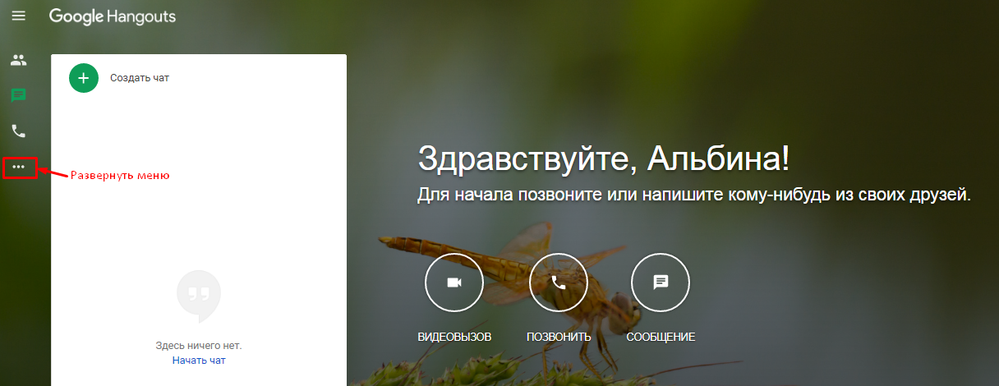 Google Hangouts
Создать чат
Развернуть меню
Здесь ничего нет.
Начать чат
Здравствуйте, Альбина!
Для начала позвоните или напишите кому-нибудь из своих друзей.
ВИДЕОВЫЗОВ
ПОЗВОНИТЬ
СООБЩЕНИЕ